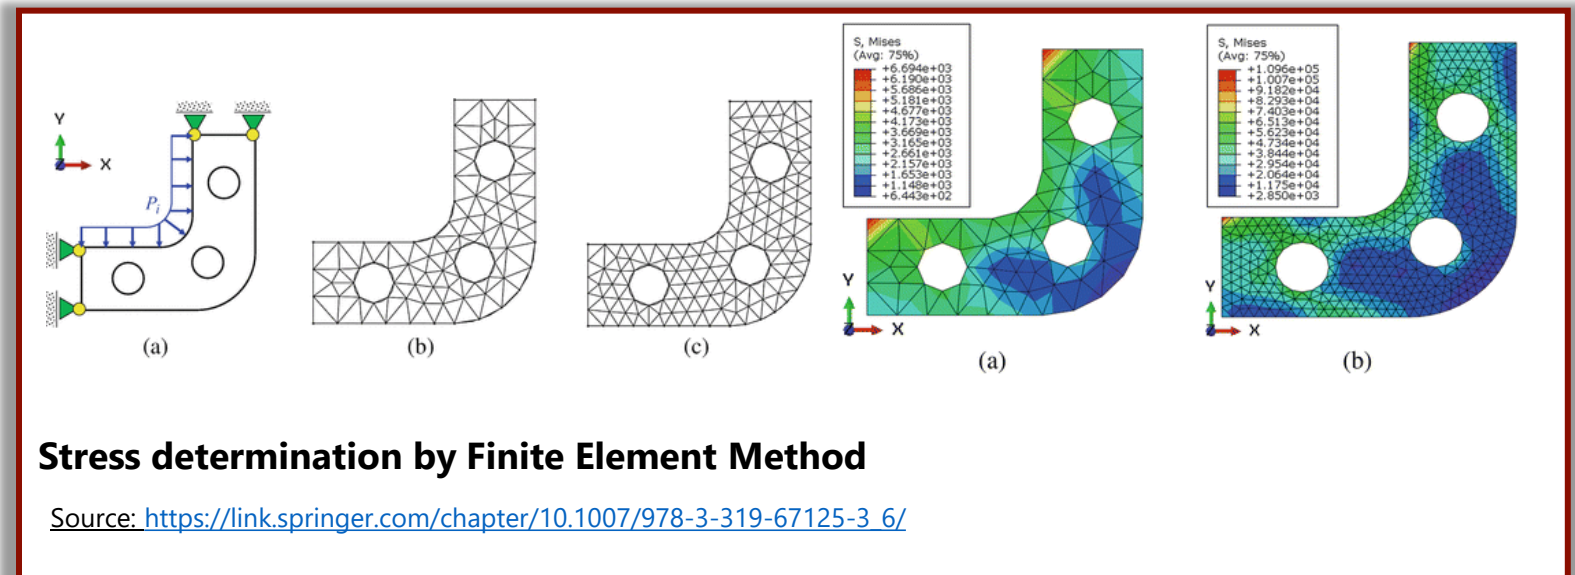 Y
X
Pi
(a)
(b)
(c)
S, Mises
(Avg: 75%)
+6.694e+03
+6.190e+03
+5.686e+03
+5.181e+03
+4.677e+03
+4.173e+03
+3.669e+03
+3.165e+03
+2.661e+03
+2.157e+03
+1.653e+03
+1.148e+03
+6.443e+02
Y
Z
X
(a)
S, Mises
(Avg: 75%)
+1.096e+05
+1.007e+05
+9.182e+04
+8.293e+04
+7.403e+04
+6.513e+04
+5.623e+04
+4.734e+04
+3.844e+04
+2.954e+04
+2.064e+04
+1.175e+04
+2.850e+03
Y
Z
X
(b)
Stress determination by Finite Element Method
Source: https://link.springer.com/chapter/10.1007/978-3-319-67125-3_6/